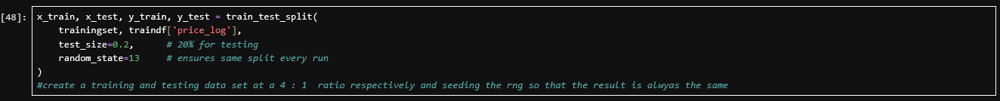 [48]: x_train, x_test, y_train, y_test = train_test_split(
    trainingset, traindf['price_log'],
    test_size=0.2,      # 20% for testing
    random_state=13     # ensures same split every run
)
#create a training and testing data set at a 4 : 1  ratio respectively and seeding the rng so that the result is alwyas the same